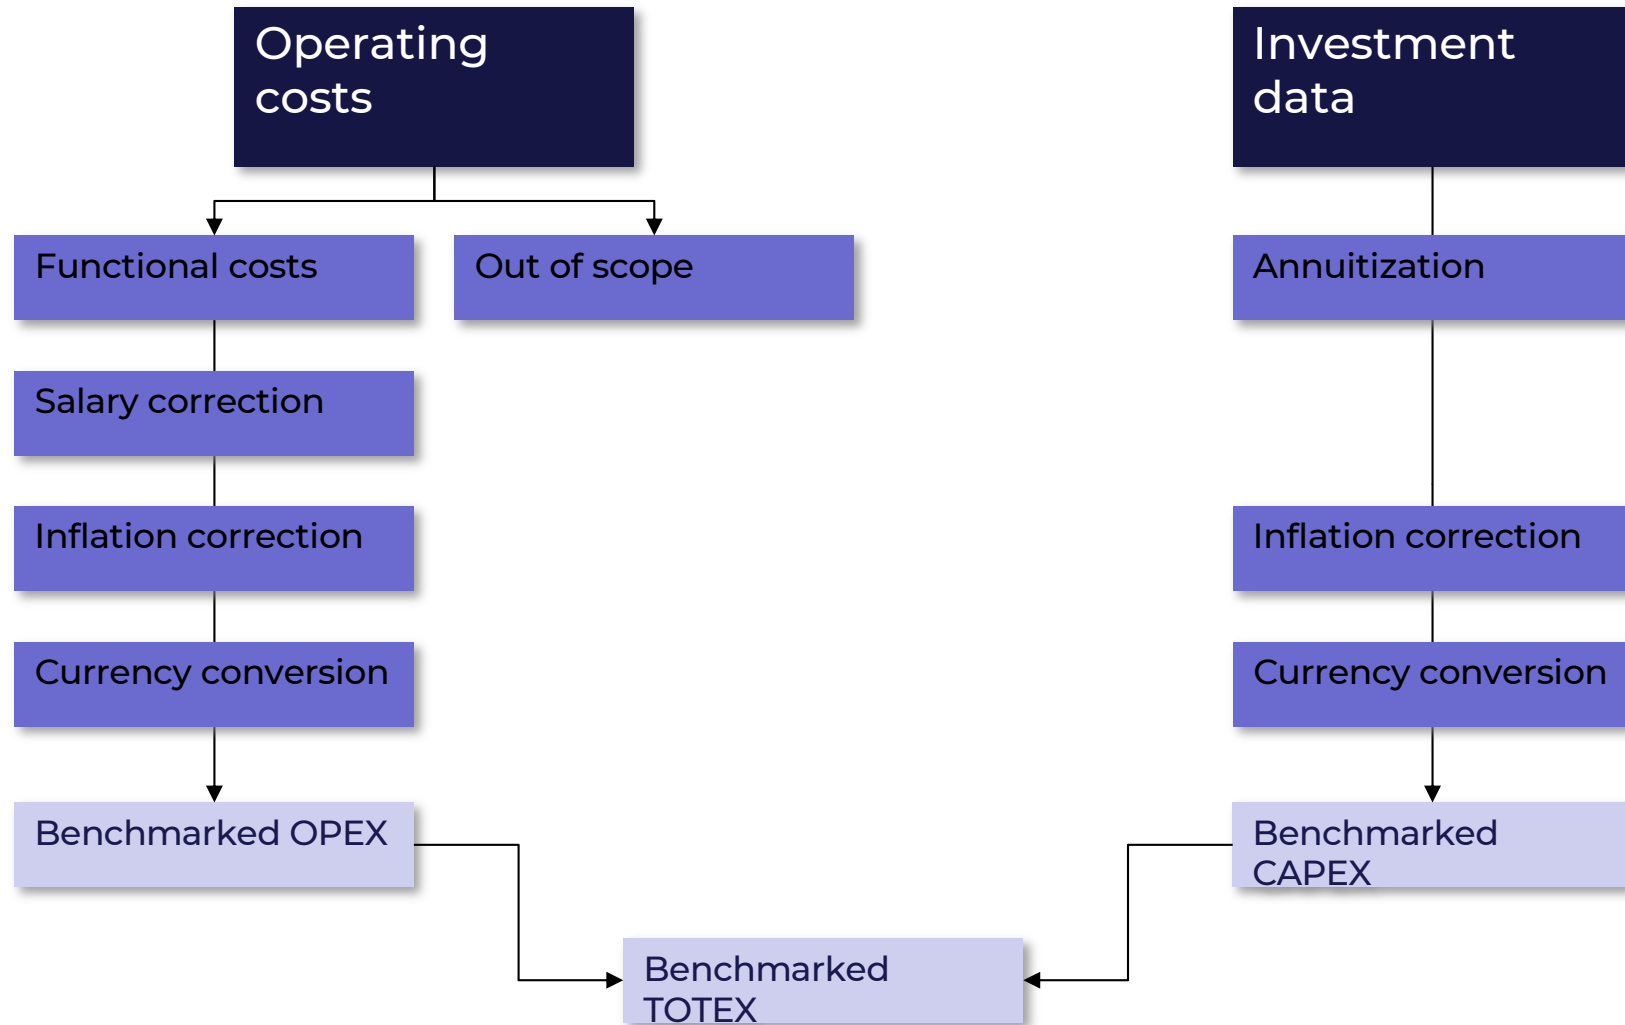 Operating
costs
Investment
data
Functional costs
Out of scope
Annuitization
Salary correction
Inflation correction
Inflation correction
Currency conversion
Currency conversion
Benchmarked OPEX
Benchmarked
CAPEX
Benchmarked
TOTEX